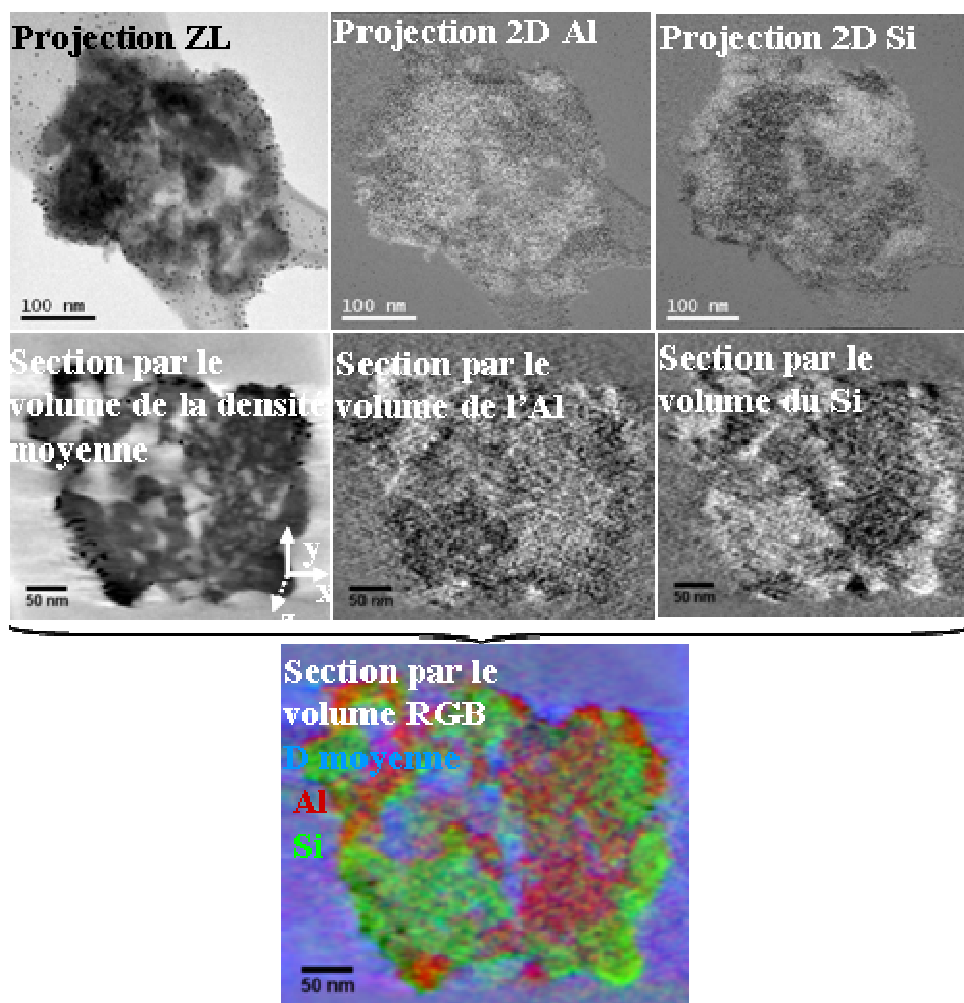 Projection ZL
Projection 2D Al
Projection 2D Si
100 nm
100 nm
100 nm
Section par le
volume de la densité
moyenne
Section par le
volume de l'Al
Section par le
volume du Si
y
x
z
50 nm
50 nm
50 nm
Section par le
volume RGB
D moyenne
Al
Si
50 nm